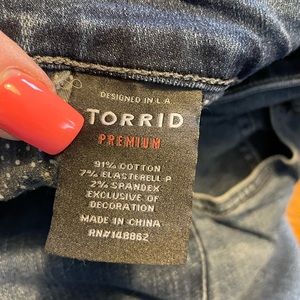 DESIGNED IN L A
TORRID
PREMIUM
91% COTTON
7% ELASTERELL-P
2% SPANDEX
EXCLUSIVE OF
DECORATION
MADE IN CHINA
RN#148862